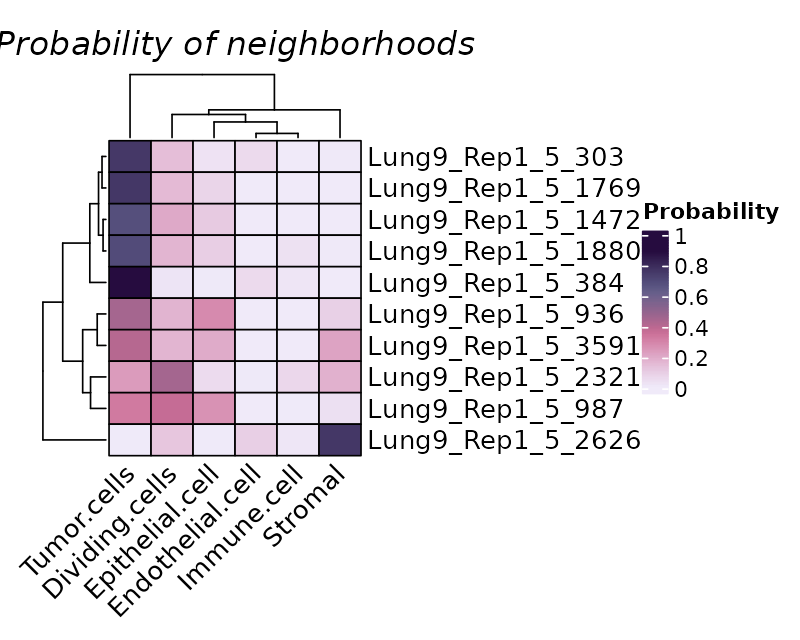 Probability of neighborhoods
Lung9_Rep1_5_303
Lung9_Rep1_5_1769
Lung9_Rep1_5_1472
Lung9_Rep1_5_1880
Lung9_Rep1_5_384
Lung9_Rep1_5_936
Lung9_Rep1_5_3591
Lung9_Rep1_5_2321
Lung9_Rep1_5_987
Lung9_Rep1_5_2626
Probability
1
0.8
0.6
0.4
0.2
0
Tumor.cells
Dividing.cells
Epithelial.cell
Endothelial.cell
Immune.cell
Stromal